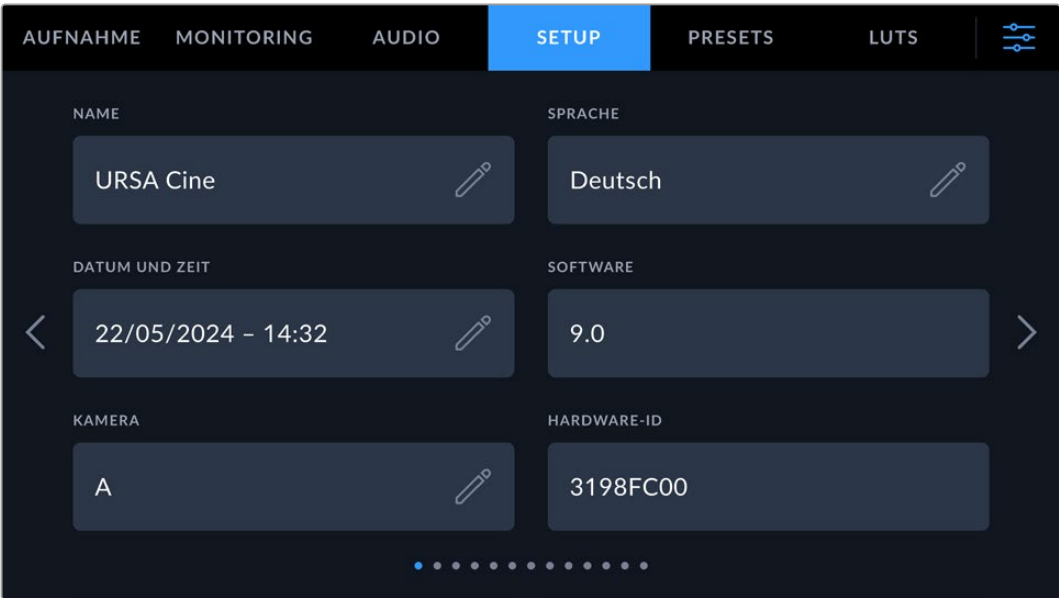 AUFNAHME MONITORING AUDIO SETUP PRESETS LUTS
NAME SPRACHE
URSA Cine Deutsch
DATUM UND ZEIT SOFTWARE
22/05/2024 – 14:32 9.0
KAMERA HARDWARE-ID
A 3198FC00